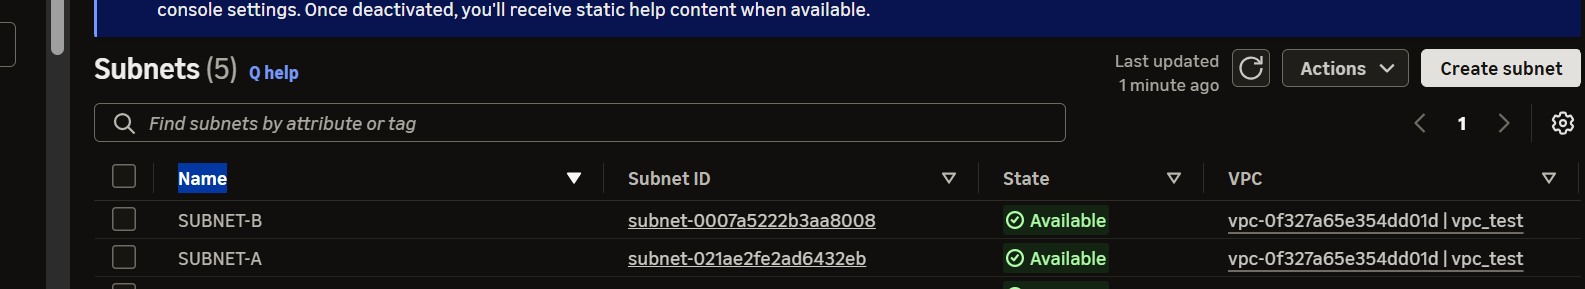 console settings. Once deactivated, you'll receive static help content when available.
Subnets (5) Q help
Last updated
1 minute ago
Actions
Create subnet
Find subnets by attribute or tag
1
Name Subnet ID State VPC
SUBNET-B subnet-0007a5222b3aa8008 Available vpc-0f327a65e354dd01d | vpc_test
SUBNET-A subnet-021ae2fe2ad6432eb Available vpc-0f327a65e354dd01d | vpc_test